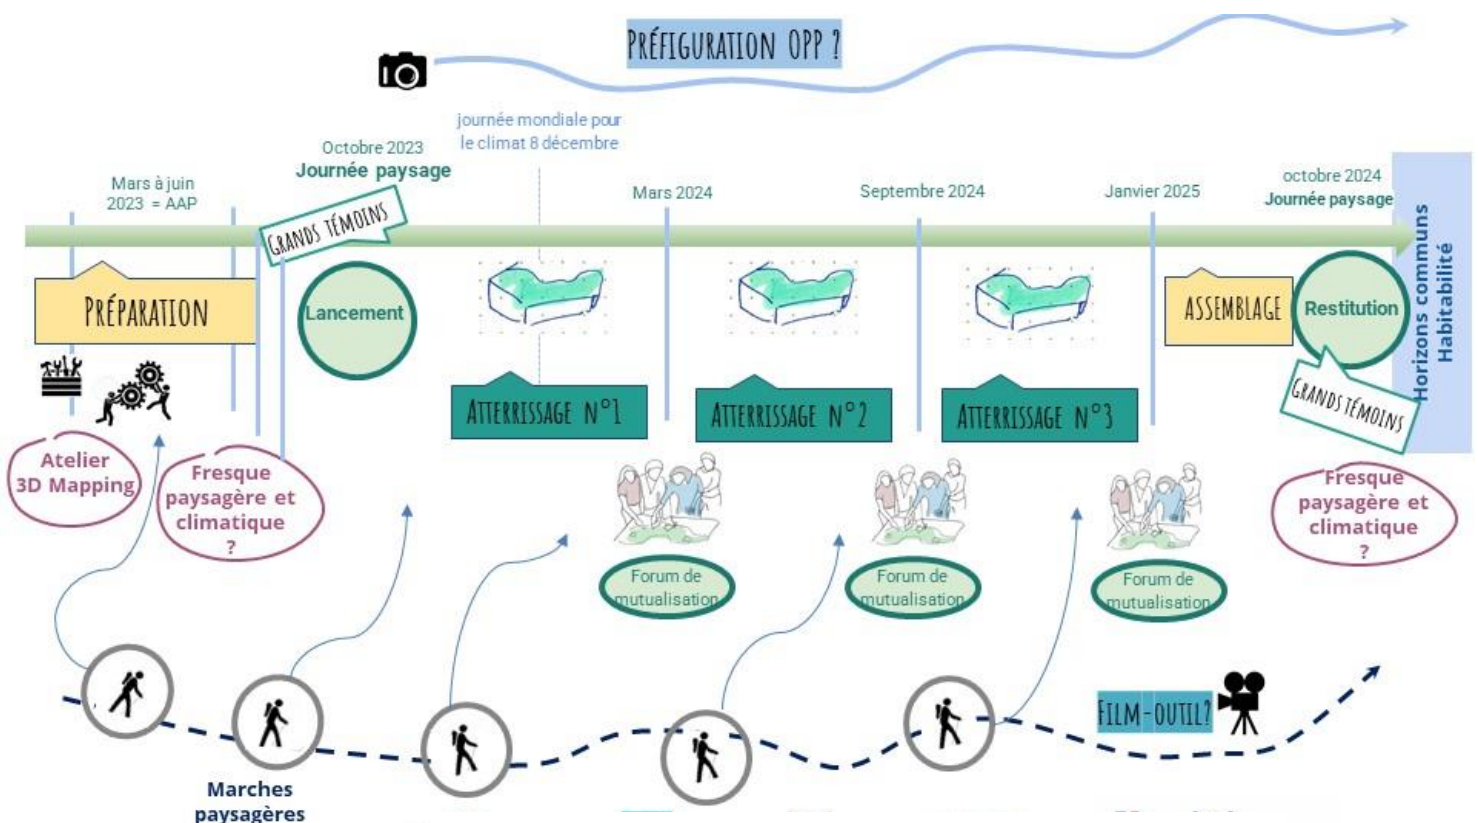 PRÉFIGURATION OPP ?
journée mondiale pour
le climat 8 décembre
Octobre 2023
Journée paysage
Mars à juin
2023 = AAP
Mars 2024
Septembre 2024
Janvier 2025
octobre 2024
Journée paysage
GRANDS TÉMOINS
Horizons communs
Habitabilité
PRÉPARATION
Lancement
ASSEMBLAGE
Restitution
GRANDS TÉMOINS
ATTERRISSAGE N°1
ATTERRISSAGE N°2
ATTERRISSAGE N°3
Atelier
3D Mapping
Fresque
paysagère et
climatique
?
Fresque
paysagère et
climatique
?
Forum de
mutualisation
Forum de
mutualisation
Forum de
mutualisation
FILM-OUTIL?
Marches
paysagères